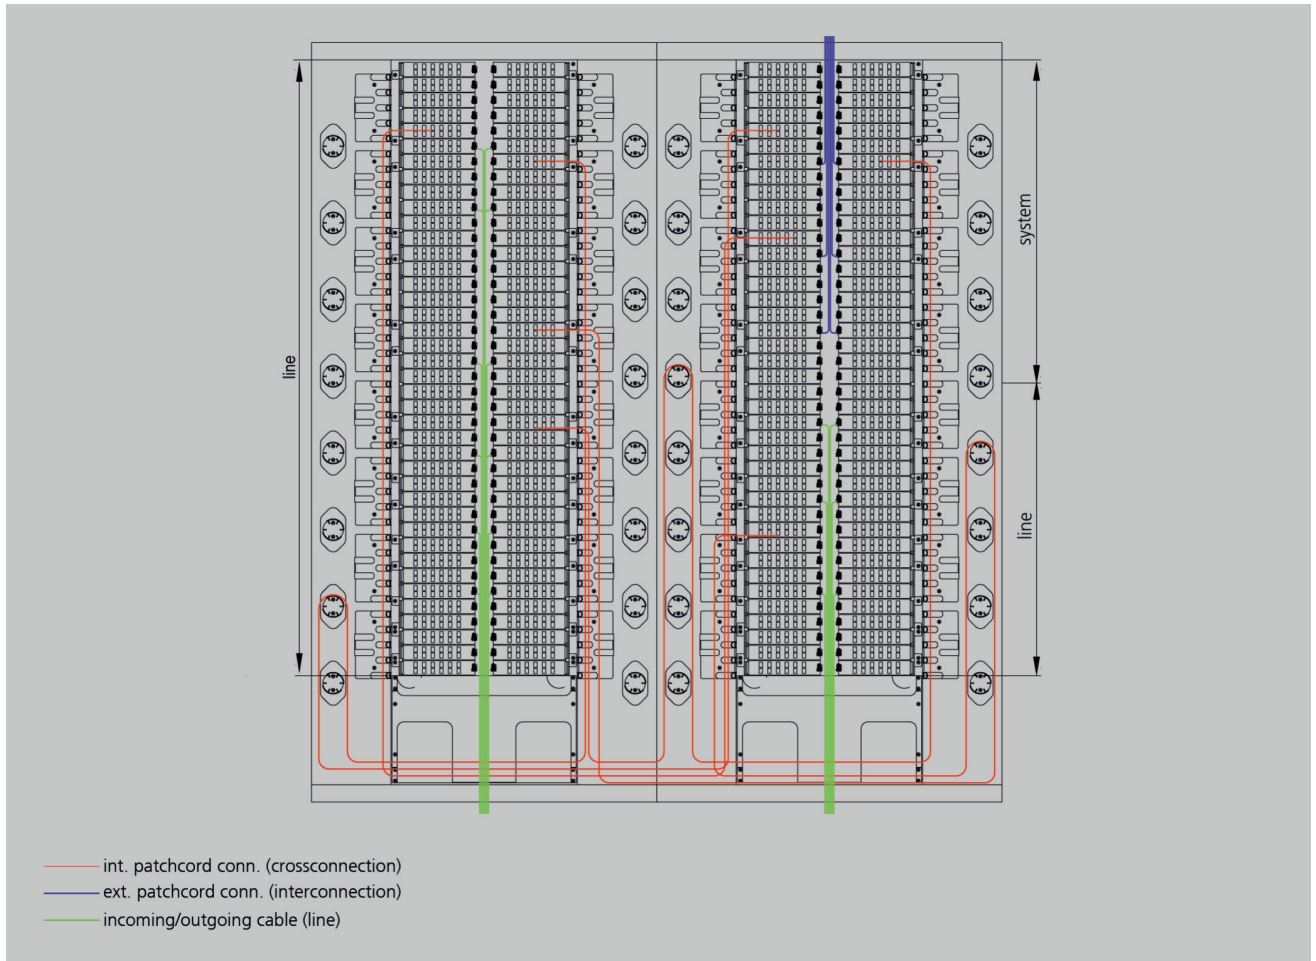 system
line
line
int. patchcord conn. (crossconnection)
ext. patchcord conn. (interconnection)
incoming/outgoing cable (line)